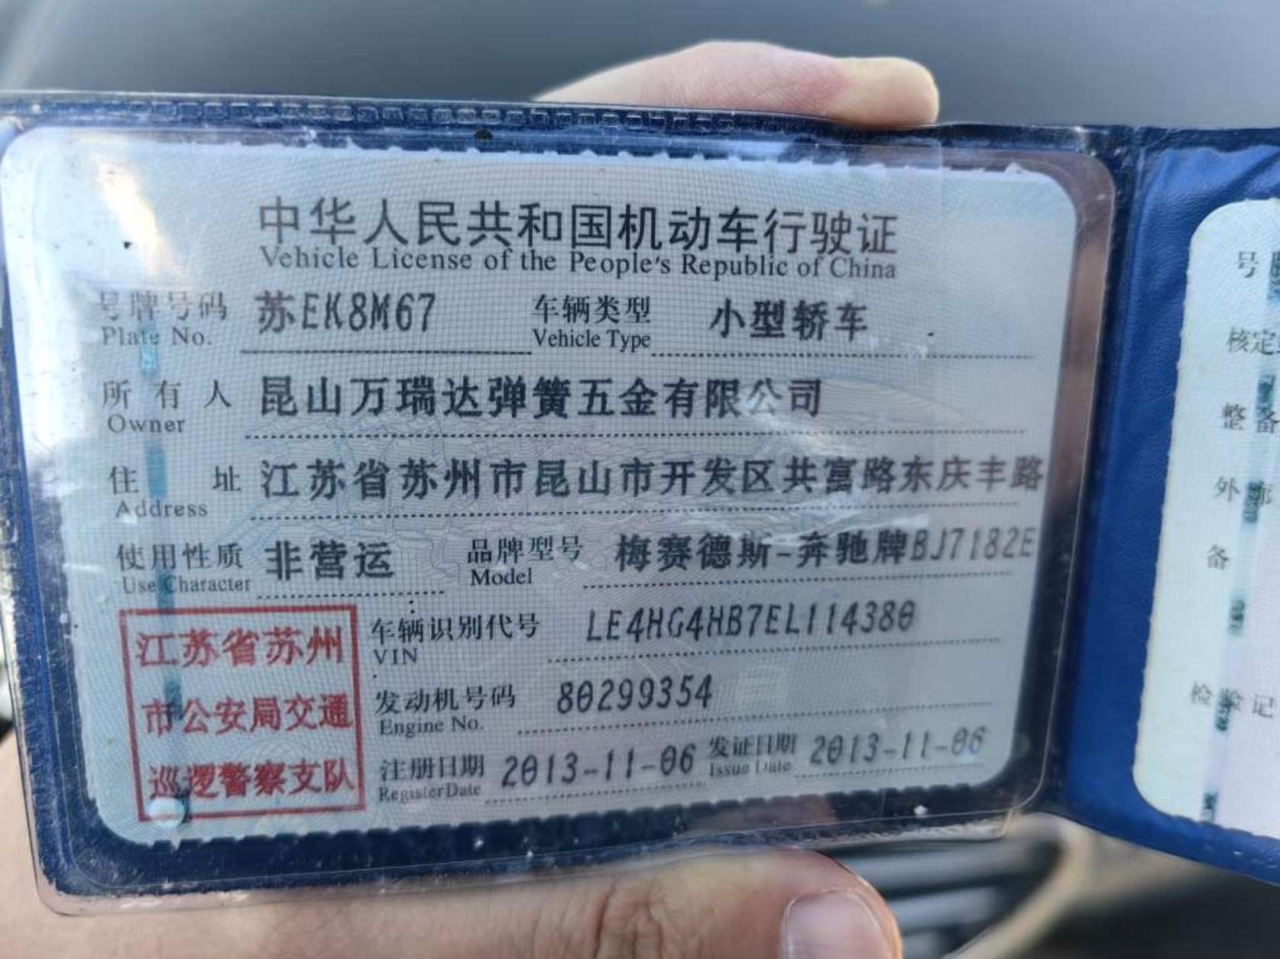 中华人民共和国机动车行驶证
Vehicle License of the People's Republic of China
号牌号码 苏EK8M67 车辆类型 小型轿车
Plate No. Vehicle Type
所有人 昆山万瑞达弹簧五金有限公司
Owner
住址 江苏省苏州市昆山市开发区共富路东庆丰路
Address
使用性质 非营运 品牌型号 梅赛德斯-奔驰牌BJ7182E
Use Character Model
江苏省苏州
市公安局交通
巡逻警察支队
车辆识别代号 LE4HG4HB7EL114380
VIN
发动机号码 80299354
Engine No.
注册日期 2013-11-06 发证日期 2013-11-06
Register Date Issue Date
号
核定
整备
外廓
备
检验记